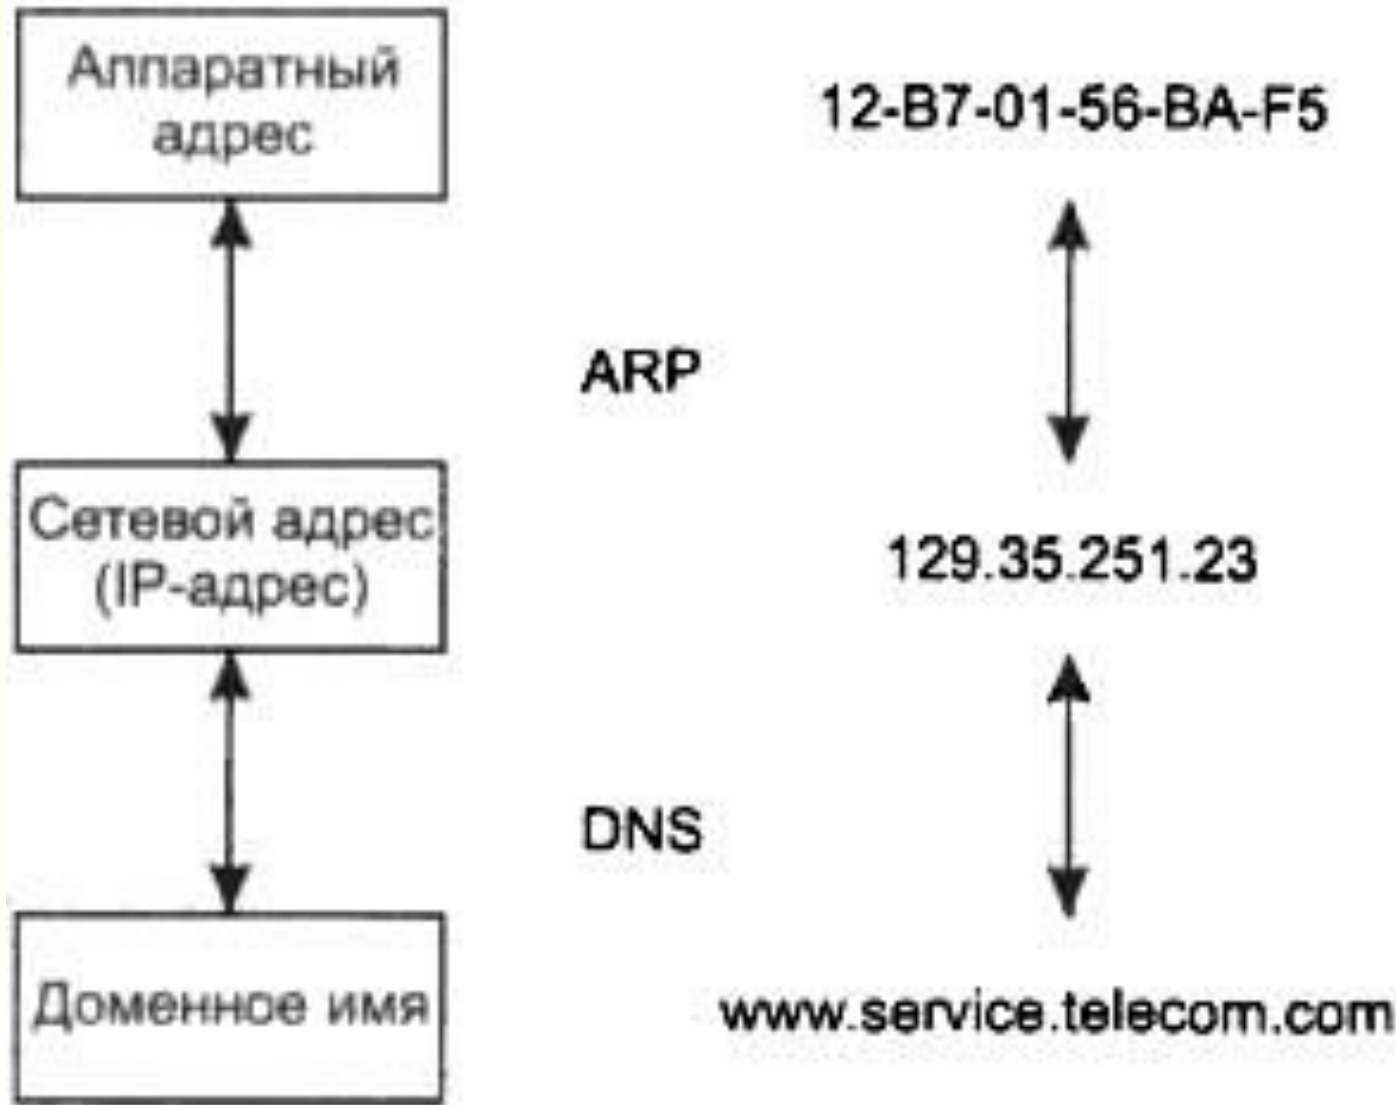 Аппаратный
адрес
12-B7-01-56-BA-F5
ARP
Сетевой адрес
(IP-адрес)
129.35.251.23
DNS
Доменное имя
www.service.telecom.com